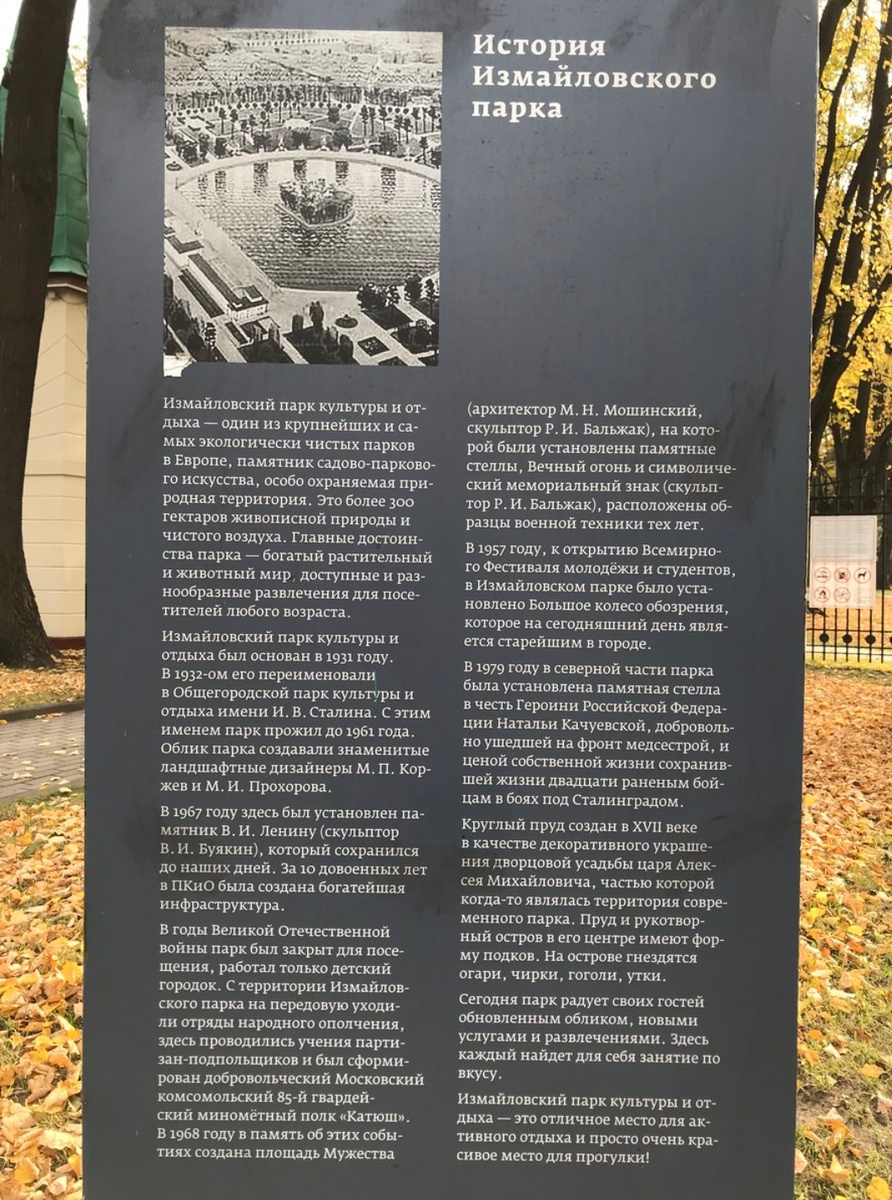 История
Измайловского
парка
Измайловский парк культуры и от-
дыха — один из крупнейших и са-
мых экологически чистых парков
в Европе, памятник садово-парково-
го искусства, особо охраняемая при-
родная территория. Это более 300
гектаров живописной природы и
чистого воздуха. Главные достоин-
ства парка — богатый растительный
и животный мир, доступные и раз-
нообразные развлечения для посе-
тителей любого возраста.
Измайловский парк культуры и
отдыха был основан в 1931 году.
В 1932-ом его переименовали
в Общегородской парк культуры и
отдыха имени И. В. Сталина. С этим
именем парк прожил до 1961 года.
Облик парка создавали знаменитые
ландшафтные дизайнеры М. П. Кор-
жев и М. И. Прохорова.
В 1967 году здесь был установлен па-
мятник В. И. Ленину (скульптор
В. И. Буякин), который сохранился
до наших дней. За 10 довоенных лет
в ПКиО была создана богатейшая
инфраструктура.
В годы Великой Отечественной
войны парк был закрыт для посе-
щения, работал только детский
городок. С территории Измайлов-
ского парка на передовую уходи-
ли отряды народного ополчения,
здесь проводились учения парти-
зан-подпольщиков и был сформи-
рован добровольческий Московский
комсомольский 85-й гвардей-
ский миномётный полк «Катюш».
В 1968 году в память об этих собы-
тиях создана площадь Мужества
(архитектор М. Н. Мошинский,
скульптор Р. И. Бальжак), на кото-
рой были установлены памятные
стеллы, Вечный огонь и символиче-
ский мемориальный знак (скульп-
тор Р. И. Бальжак), расположены об-
разцы военной техники тех лет.
В 1957 году, к открытию Всемирно-
го Фестиваля молодёжи и студентов,
в Измайловском парке было уста-
новлено Большое колесо обозрения,
которое на сегодняшний день явля-
ется старейшим в городе.
В 1979 году в северной части парка
была установлена памятная стелла
в честь Героини Российской Федера-
ции Натальи Качуевской, доброволь-
но ушедшей на фронт медсестрой, и
ценой собственной жизни сохранив-
шей жизни двадцати раненым бой-
цам в боях под Сталинградом.
Круглый пруд создан в XVII веке
в качестве декоративного украше-
ния дворцовой усадьбы царя Алек-
сея Михайловича, частью которой
когда-то являлась территория совре-
менного парка. Пруд и рукотвор-
ный остров в его центре имеют фор-
му подков. На острове гнездятся
огари, чирки, гоголи, утки.
Сегодня парк радует своих гостей
обновленным обликом, новыми
услугами и развлечениями. Здесь
каждый найдет для себя занятие по
вкусу.
Измайловский парк культуры и от-
дыха — это отличное место для ак-
тивного отдыха и просто очень кра-
сивое место для прогулки!